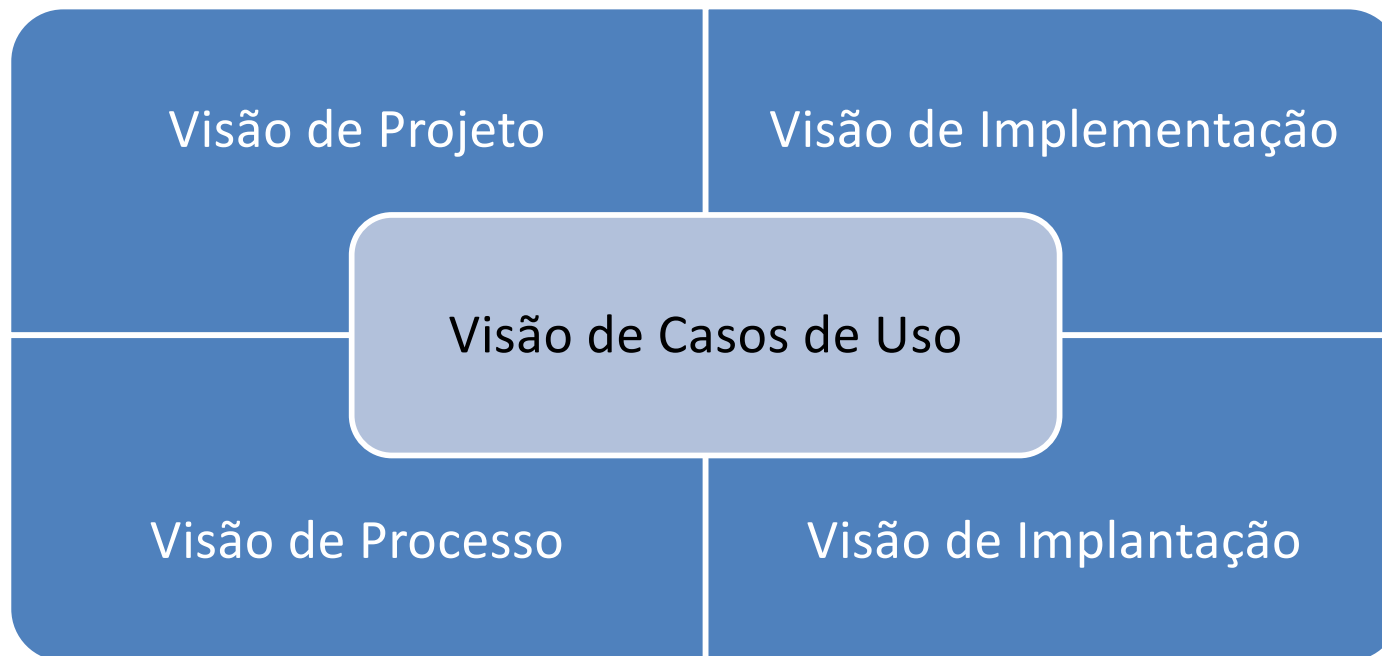 Visão de Projeto
Visão de Implementação
Visão de Casos de Uso
Visão de Processo
Visão de Implantação